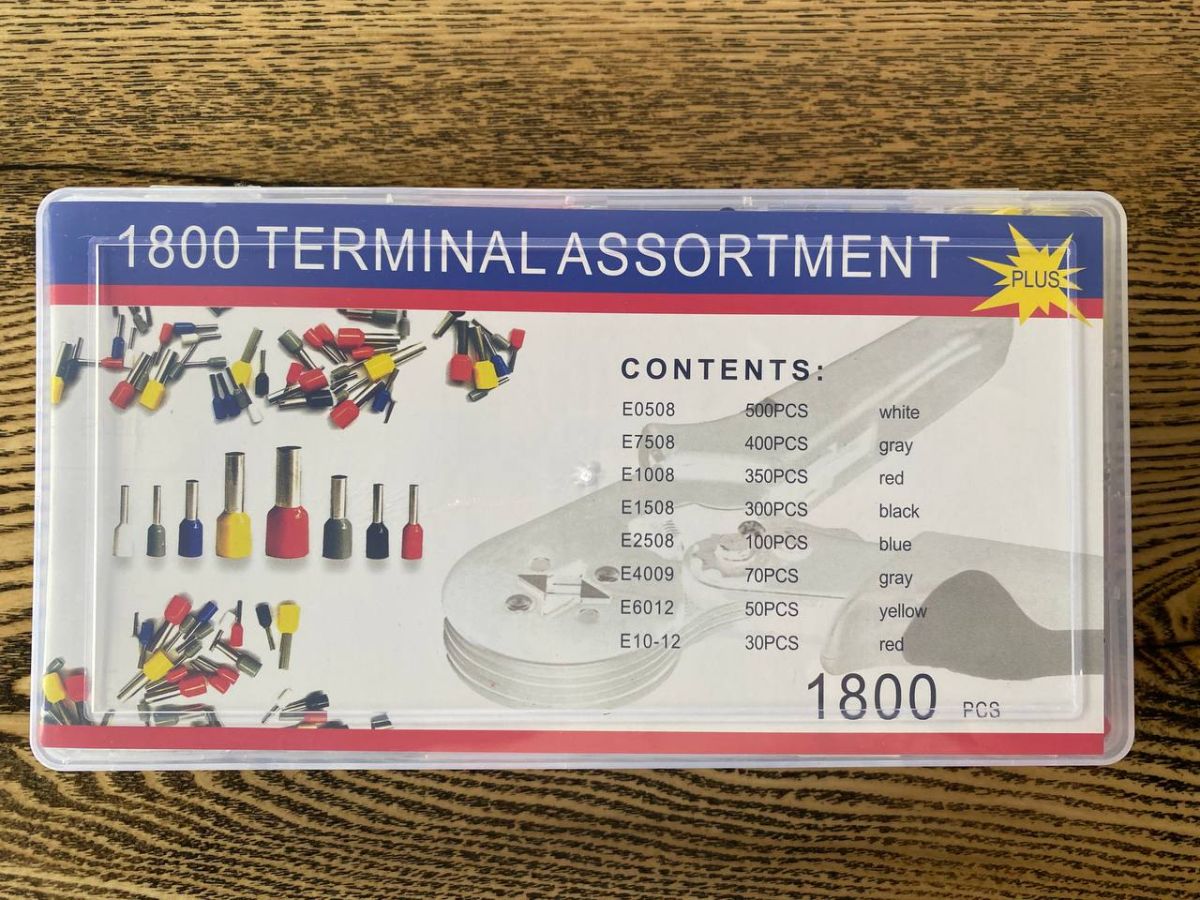 1800 TERMINAL ASSORTMENT
PLUS
CONTENTS:
E0508 500PCS white
E7508 400PCS gray
E1008 350PCS red
E1508 300PCS black
E2508 100PCS blue
E4009 70PCS gray
E6012 50PCS yellow
E10-12 30PCS red
1800 PCS